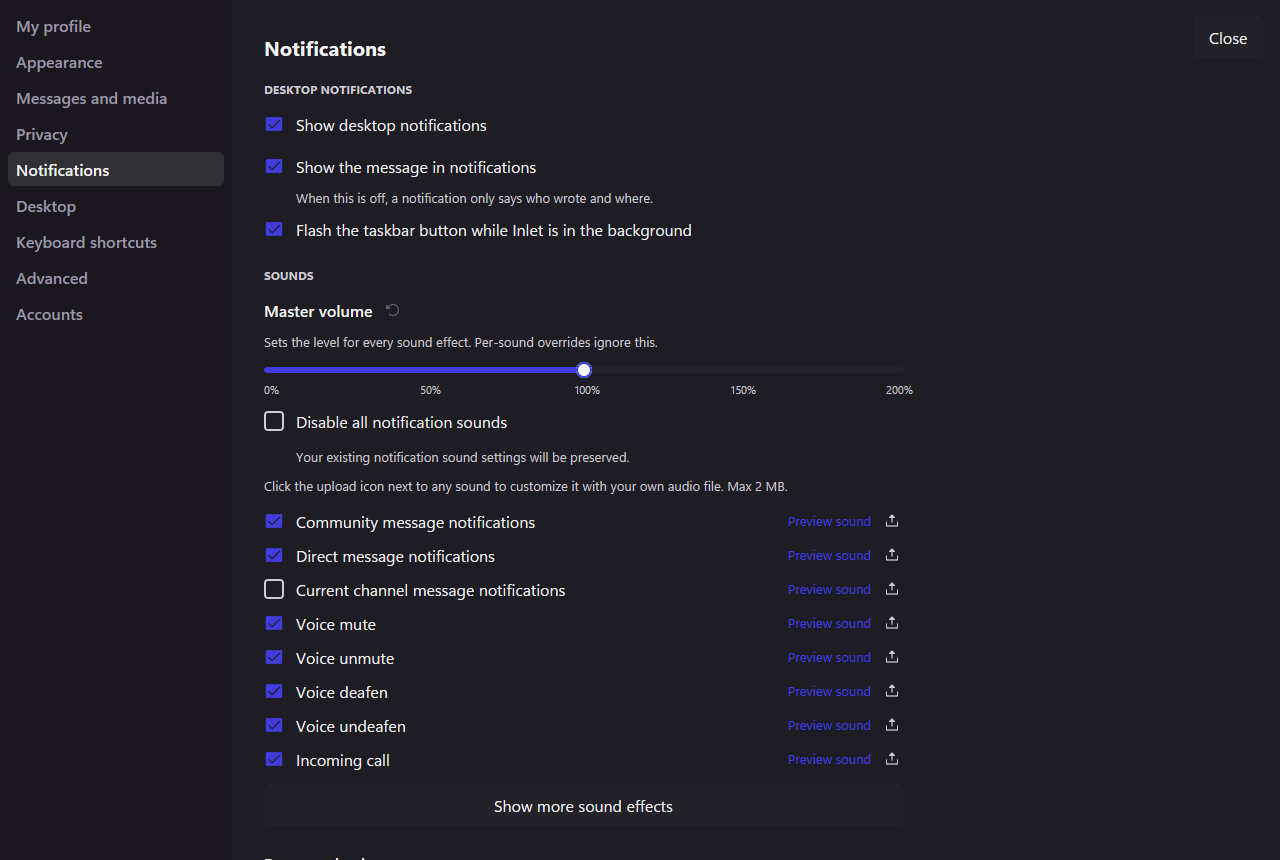 My profile
Appearance
Messages and media
Privacy
Notifications
Desktop
Keyboard shortcuts
Advanced
Accounts
Close
Notifications
DESKTOP NOTIFICATIONS
Show desktop notifications
Show the message in notifications
When this is off, a notification only says who wrote and where.
Flash the taskbar button while Inlet is in the background
SOUNDS
Master volume
Sets the level for every sound effect. Per-sound overrides ignore this.
0% 50% 100% 150% 200%
Disable all notification sounds
Your existing notification sound settings will be preserved.
Click the upload icon next to any sound to customize it with your own audio file. Max 2 MB.
Community message notifications Preview sound
Direct message notifications Preview sound
Current channel message notifications Preview sound
Voice mute Preview sound
Voice unmute Preview sound
Voice deafen Preview sound
Voice undeafen Preview sound
Incoming call Preview sound
Show more sound effects